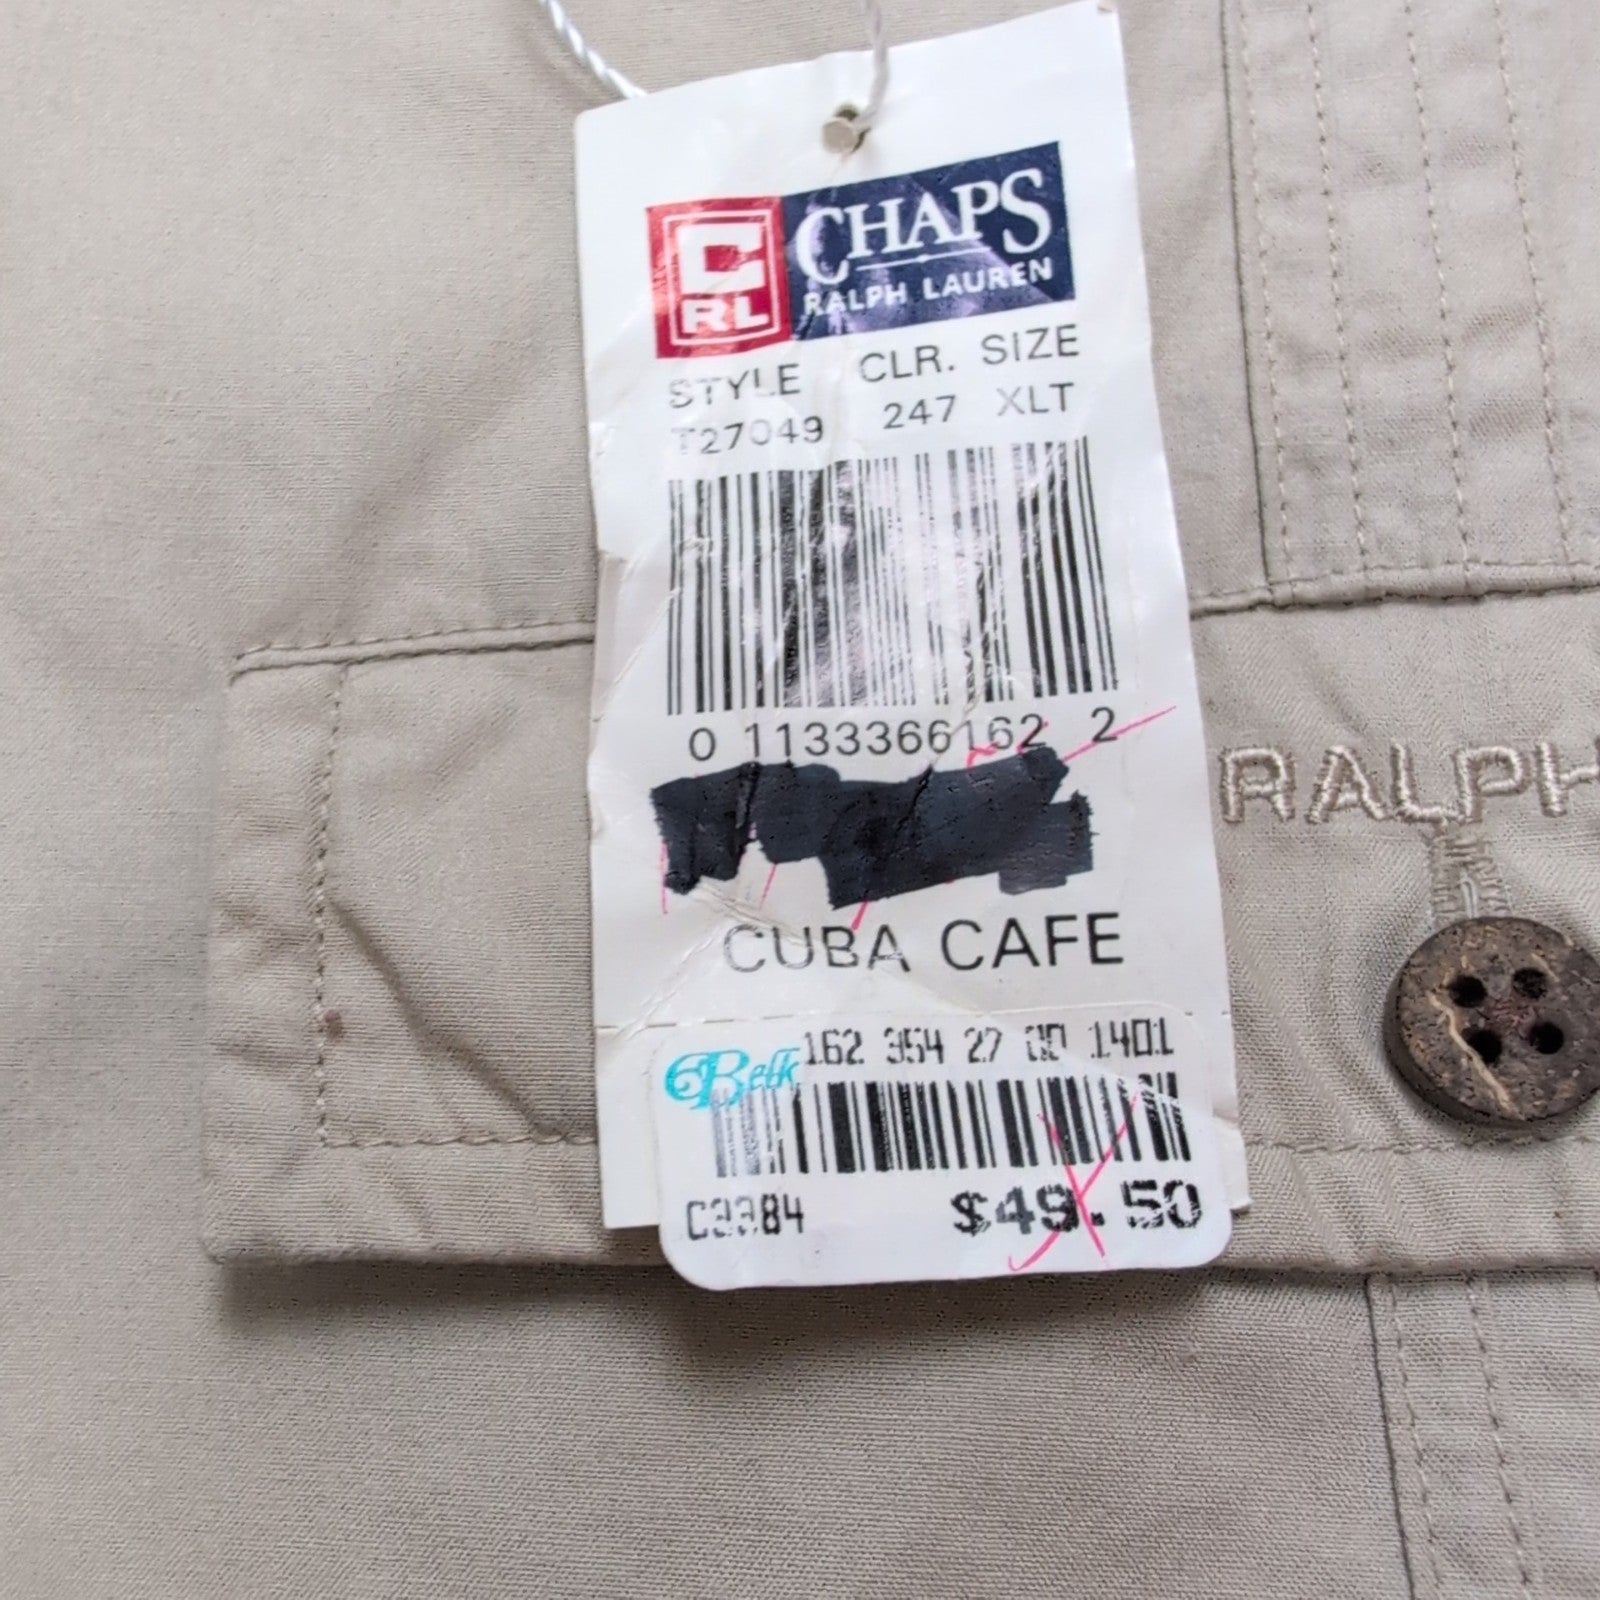 C
RL
CHAPS
RALPH LAUREN
STYLE CLR. SIZE
T27049 247 XLT
0 1133366162 2
RALPH
CUBA CAFE
Belk 162 354 27 00 1401
C3384 $49.50